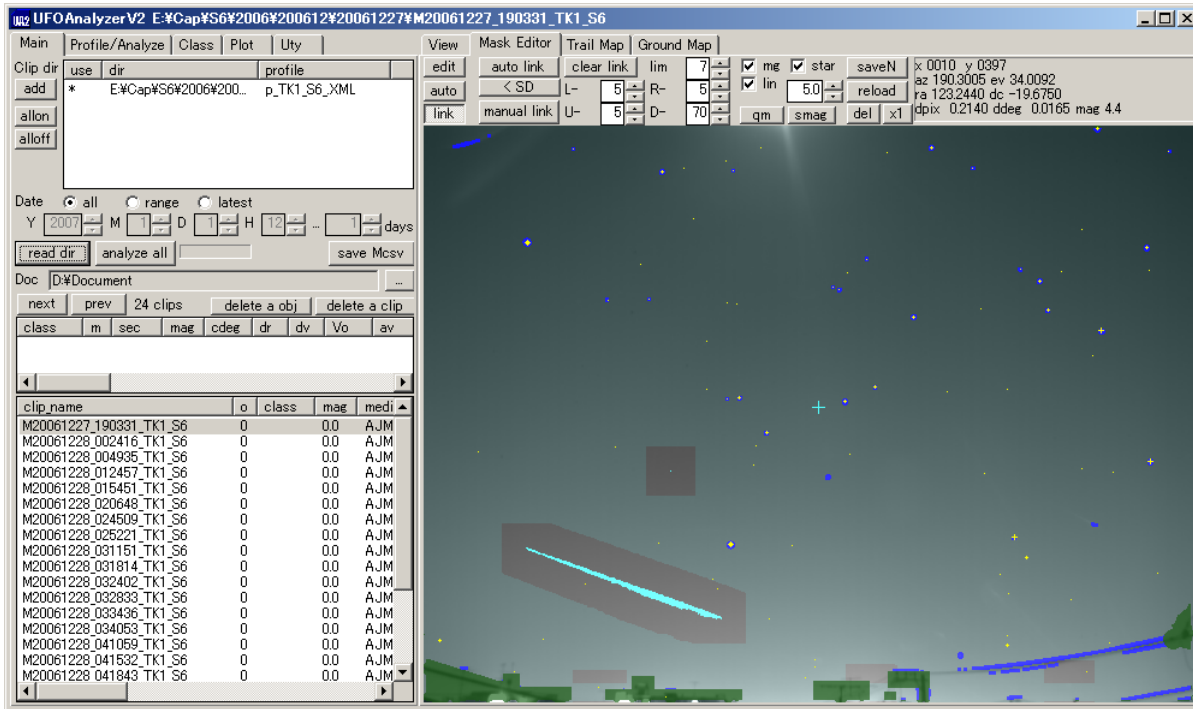 UFOAnalyzerV2 E:¥Cap¥S6¥2006¥200612¥20061227¥M20061227_190331_TK1_S6
Main Profile/Analyze Class Plot Uty
Clip dir use dir profile
add * E:¥Cap¥S6¥2006¥200... p_TK1_S6_XML
allon
alloff
Date all range latest
Y 2007 M 1 D 1 H 12 ... 1 days
read dir analyze all save Mcsv
Doc D:¥Document ...
next prev 24 clips delete a obj delete a clip
class m sec mag cdeg dr dv Vo av
clip_name o class mag medi
M20061227_190331_TK1_S6 0 0.0 AJM
M20061228_002416_TK1_S6 0 0.0 AJM
M20061228_004935_TK1_S6 0 0.0 AJM
M20061228_012457_TK1_S6 0 0.0 AJM
M20061228_015451_TK1_S6 0 0.0 AJM
M20061228_020648_TK1_S6 0 0.0 AJM
M20061228_024509_TK1_S6 0 0.0 AJM
M20061228_025221_TK1_S6 0 0.0 AJM
M20061228_031151_TK1_S6 0 0.0 AJM
M20061228_031814_TK1_S6 0 0.0 AJM
M20061228_032402_TK1_S6 0 0.0 AJM
M20061228_032833_TK1_S6 0 0.0 AJM
M20061228_033436_TK1_S6 0 0.0 AJM
M20061228_034053_TK1_S6 0 0.0 AJM
M20061228_041059_TK1_S6 0 0.0 AJM
M20061228_041532_TK1_S6 0 0.0 AJM
M20061228_041843_TK1_S6 0 0.0 AJM
View Mask Editor Trail Map Ground Map
edit auto link clear link lim 7 mg star saveN
auto < SD L- 5 R- 5 lin 5.0 reload
link manual link U- 5 D- 70 qm smag del x1
x 0010 y 0397
az 190.3005 ev 34.0092
ra 123.2440 dc -19.6750
dpix 0.2140 ddeg 0.0165 mag 4.4